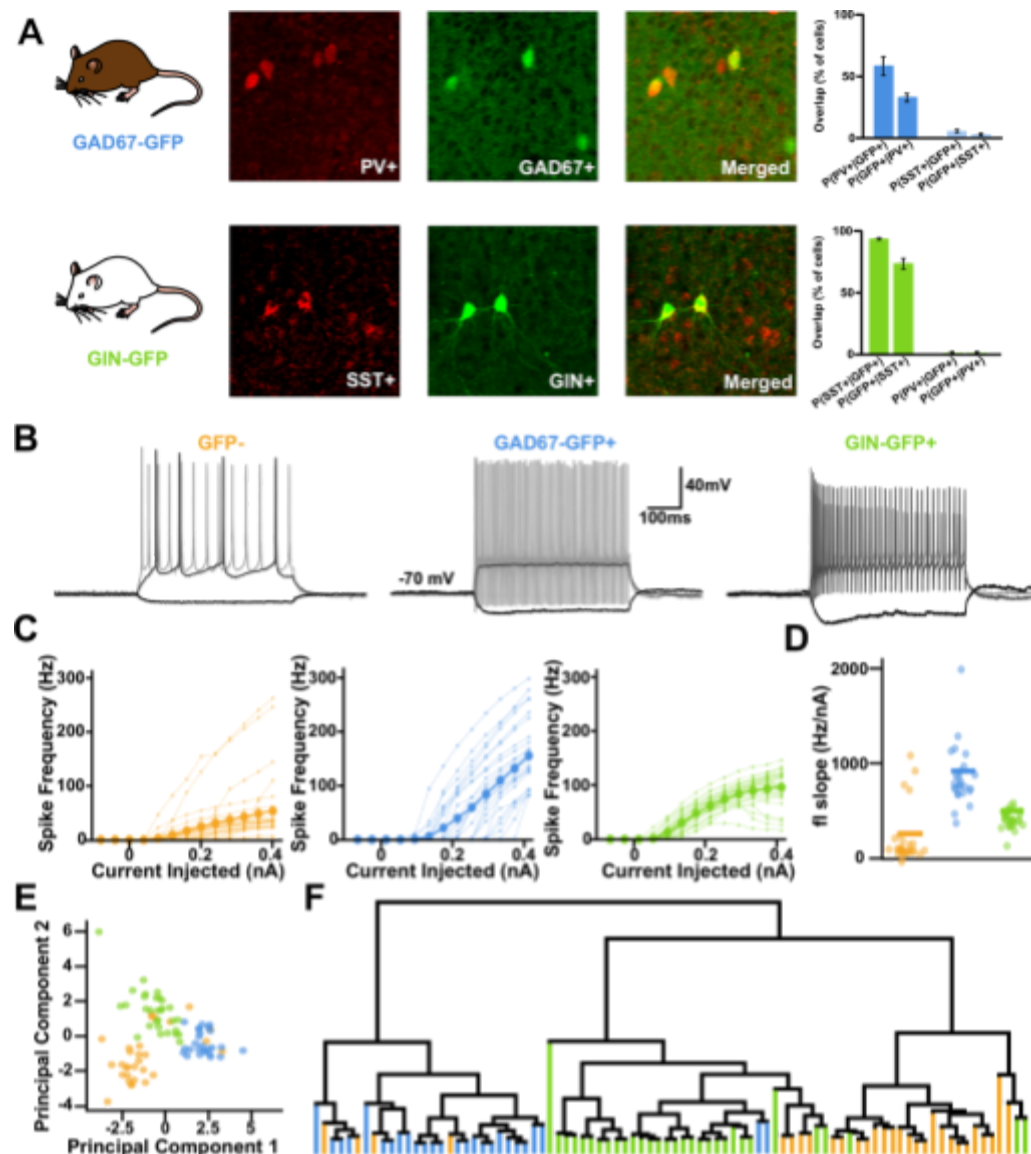 A
GAD67-GFP
PV+
GAD67+
Merged
Overlap (% of cells)
100
50
0
P(PV+|GFP+)
P(GFP+|PV+)
P(SST+|GFP+)
P(GFP+|SST+)
GIN-GFP
SST+
GIN+
Merged
Overlap (% of cells)
100
50
0
P(SST+|GFP+)
P(GFP+|SST+)
P(PV+|GFP+)
P(GFP+|PV+)
B
GFP-
GAD67-GFP+
GIN-GFP+
40mV
100ms
-70 mV
C
Spike Frequency (Hz)
300
200
100
0
0
0.2
0.4
Current Injected (nA)
Spike Frequency (Hz)
300
200
100
0
0
0.2
0.4
Current Injected (nA)
Spike Frequency (Hz)
300
200
100
0
0
0.2
0.4
Current Injected (nA)
D
fI slope (Hz/nA)
2000
1000
0
E
Principal Component 2
6
4
2
0
-2
-4
-2.5
0
2.5
5
Principal Component 1
F